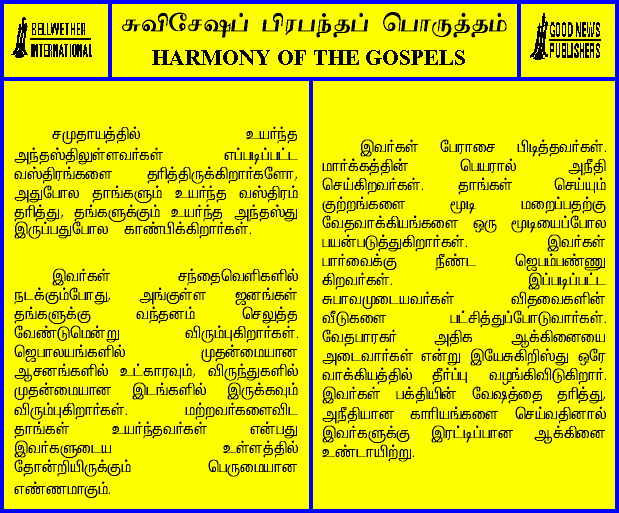 BELLWETHER
INTERNATIONAL
சுவிசேஷப் பிரபந்தப் பொருத்தம்
HARMONY OF THE GOSPELS
GOOD NEWS
PUBLISHERS
சமுதாயத்தில் உயர்ந்த
அந்தஸ்திலுள்ளவர்கள் எப்படிப்பட்ட
வஸ்திரங்களை தரித்திருக்கிறார்களோ,
அதுபோல தாங்களும் உயர்ந்த வஸ்திரம்
தரித்து, தங்களுக்கும் உயர்ந்த அந்தஸ்து
இருப்பதுபோல காண்பிக்கிறார்கள்.
இவர்கள் சந்தைவெளிகளில்
நடக்கும்போது, அங்குள்ள ஜனங்கள்
தங்களுக்கு வந்தனம் செலுத்த
வேண்டுமென்று விரும்புகிறார்கள்.
ஜெபாலயங்களில் முதன்மையான
ஆசனங்களில் உட்காரவும், விருந்துகளில்
முதன்மையான இடங்களில் இருக்கவும்
விரும்புகிறார்கள். மற்றவர்களைவிட
தாங்கள் உயர்ந்தவர்கள் என்பது
இவர்களுடைய உள்ளத்தில்
தோன்றியிருக்கும் பெருமையான
எண்ணமாகும்.
இவர்கள் பேராசை பிடித்தவர்கள்.
மார்க்கத்தின் பெயரால் அநீதி
செய்கிறவர்கள். தாங்கள் செய்யும்
குற்றங்களை மூடி மறைப்பதற்கு
வேதவாக்கியங்களை ஒரு மூடியைப்போல
பயன்படுத்துகிறார்கள். இவர்கள்
பார்வைக்கு நீண்ட ஜெபம்பண்ணு
கிறவர்கள். இப்படிப்பட்ட
சுபாவமுடையவர்கள் விதவைகளின்
வீடுகளை பட்சித்துப்போடுவார்கள்.
வேதபாரகர் அதிக ஆக்கினையை
அடைவார்கள் என்று இயேசுகிறிஸ்து ஒரே
வாக்கியத்தில் தீர்ப்பு வழங்கிவிடுகிறார்.
இவர்கள் பக்தியின் வேஷத்தை தரித்து,
அநீதியான காரியங்களை செய்வதினால்
இவர்களுக்கு இரட்டிப்பான ஆக்கினை
உண்டாயிற்று.